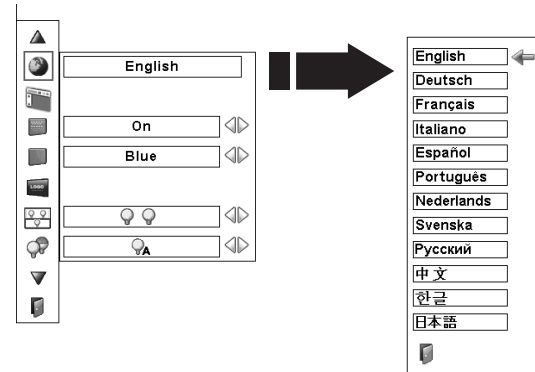 English
On
Blue
LOGO
A
English
Deutsch
Français
Italiano
Español
Português
Nederlands
Svenska
Русский
中文
한글
日本語